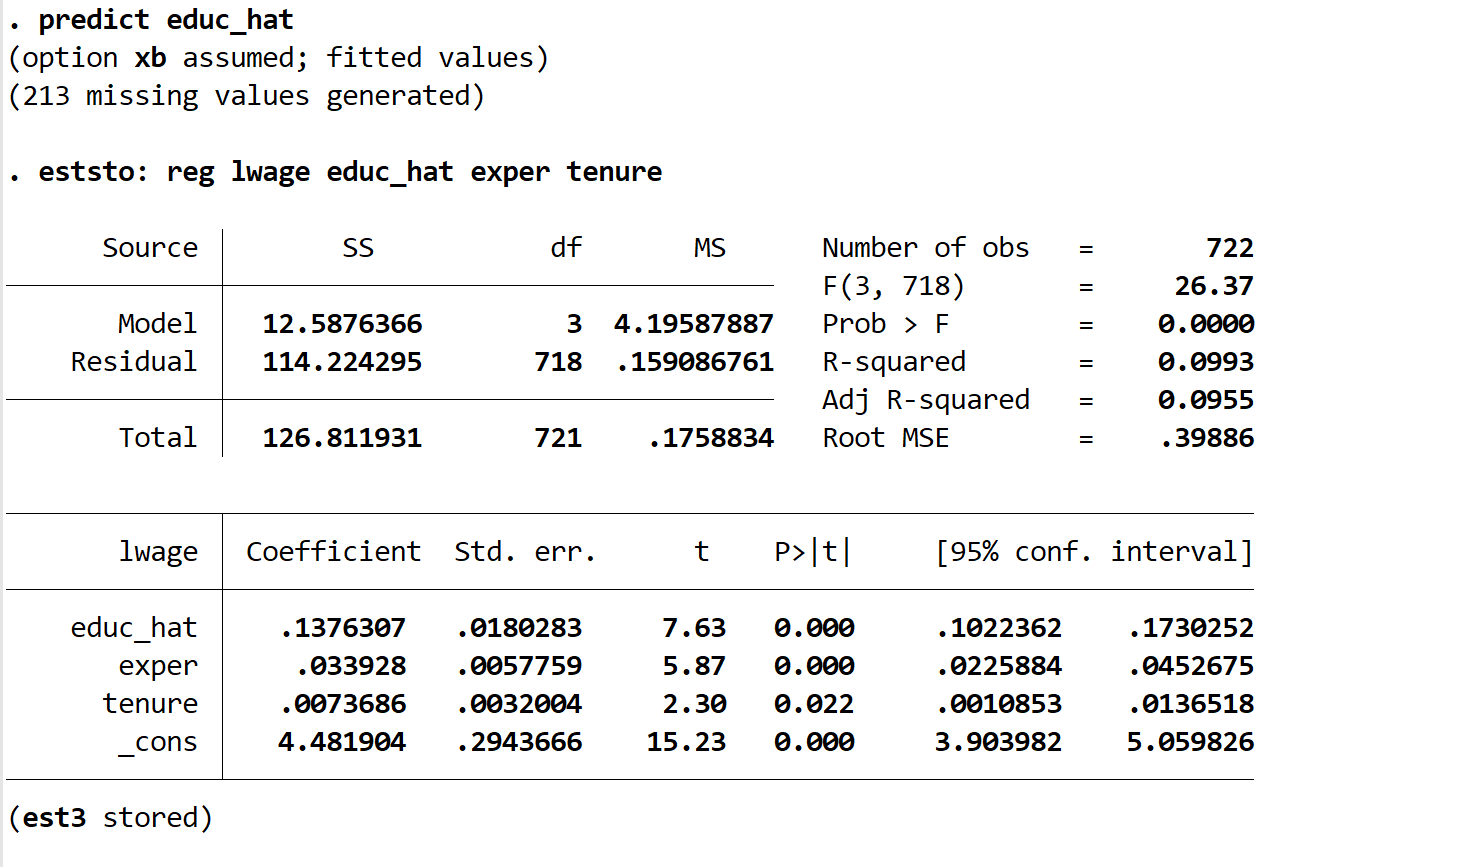 . predict educ_hat
(option xb assumed; fitted values)
(213 missing values generated)
. eststo: reg lwage educ_hat exper tenure
Source SS df MS Number of obs = 722
F(3, 718) = 26.37
Model 12.5876366 3 4.19587887 Prob > F = 0.0000
Residual 114.224295 718 .159086761 R-squared = 0.0993
Adj R-squared = 0.0955
Total 126.811931 721 .1758834 Root MSE = .39886
lwage Coefficient Std. err. t P>|t| [95% conf. interval]
educ_hat .1376307 .0180283 7.63 0.000 .1022362 .1730252
exper .033928 .0057759 5.87 0.000 .0225884 .0452675
tenure .0073686 .0032004 2.30 0.022 .0010853 .0136518
_cons 4.481904 .2943666 15.23 0.000 3.903982 5.059826
(est3 stored)